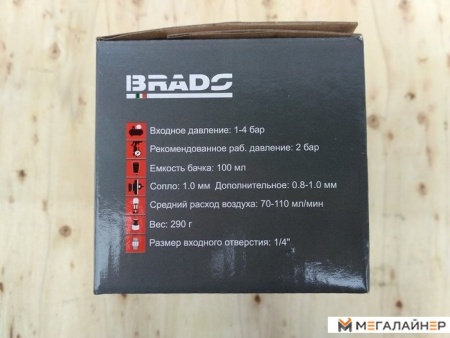 BRADO
Входное давление: 1-4 бар
Рекомендованное раб. давление: 2 бар
Емкость бачка: 100 мл
Сопло: 1.0 мм Дополнительное: 0.8-1.0 мм
Средний расход воздуха: 70-110 мл/мин
Вес: 290 г
Размер входного отверстия: 1/4"
МЕГАЛАЙНЕР